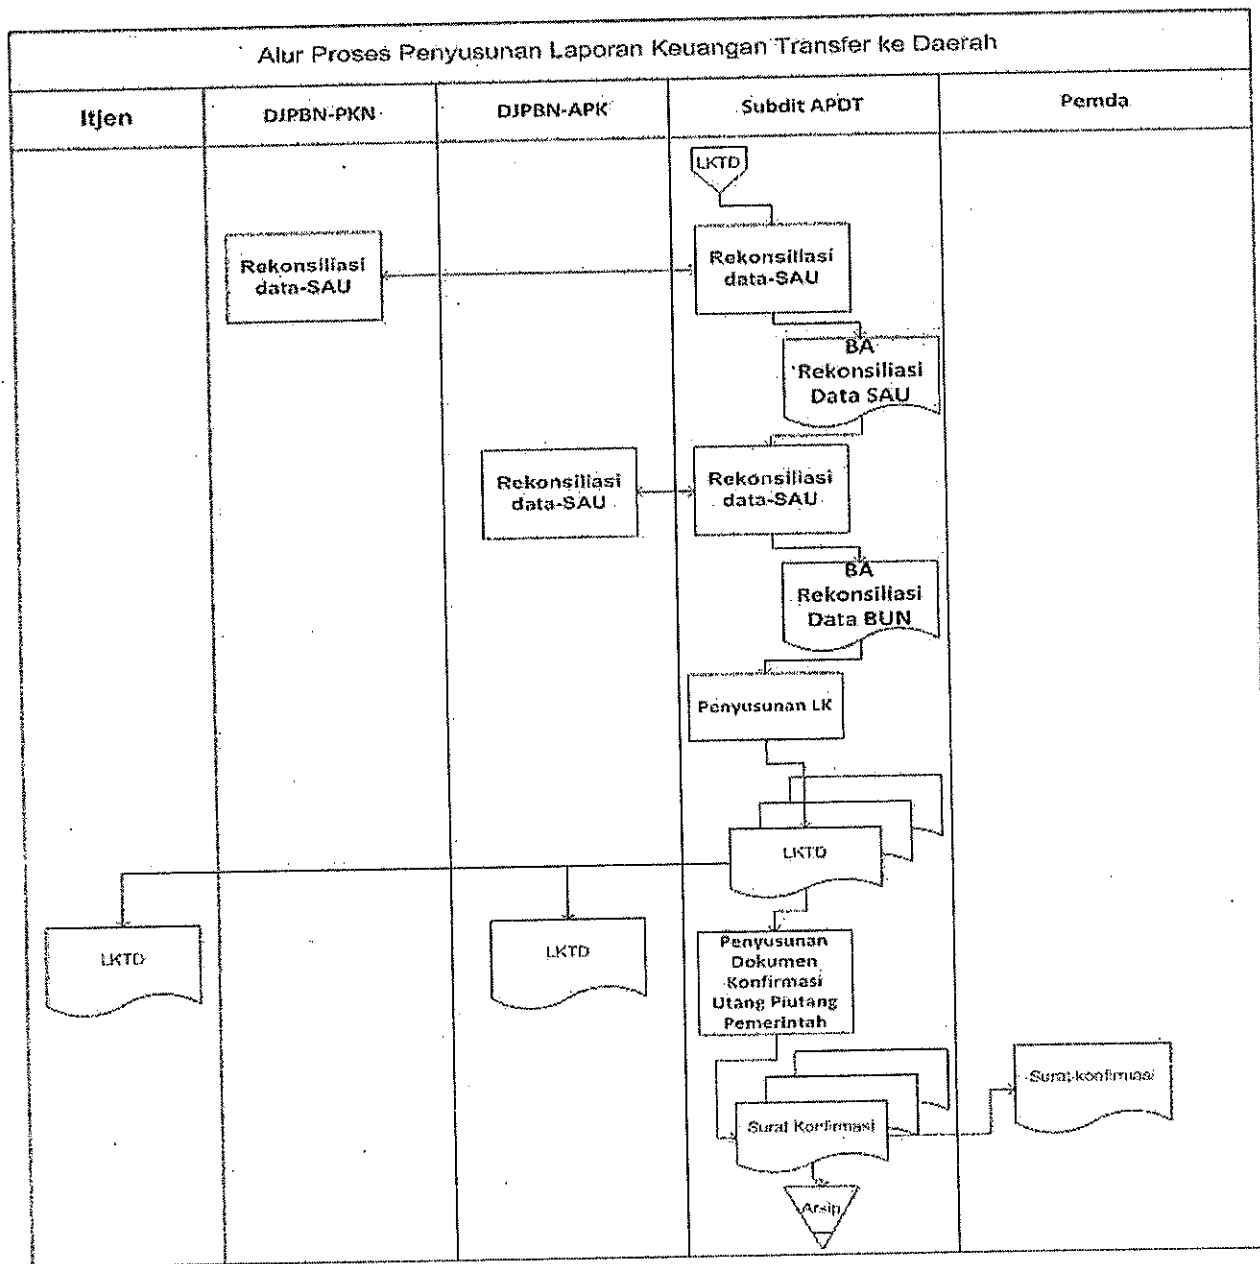 Alur Proses Penyusunan Laporan Keuangan Transfer ke Daerah
Itjen
DJPBN-PKN
DJPBN-APK
Subdit APDT
Pemda
LKTD
Rekonsiliasi
data-SAU
Rekonsiliasi
data-SAU
BA
Rekonsiliasi
Data SAU
Rekonsiliasi
data-SAU
Rekonsiliasi
data-SAU
BA
Rekonsiliasi
Data BUN
Penyusunan LK
LKTD
LKTD
LKTD
Penyusunan
Dokumen
Konfirmasi
Utang Piutang
Pemerintah
Surat Konfirmasi
Surat konfirmasi
Arsip